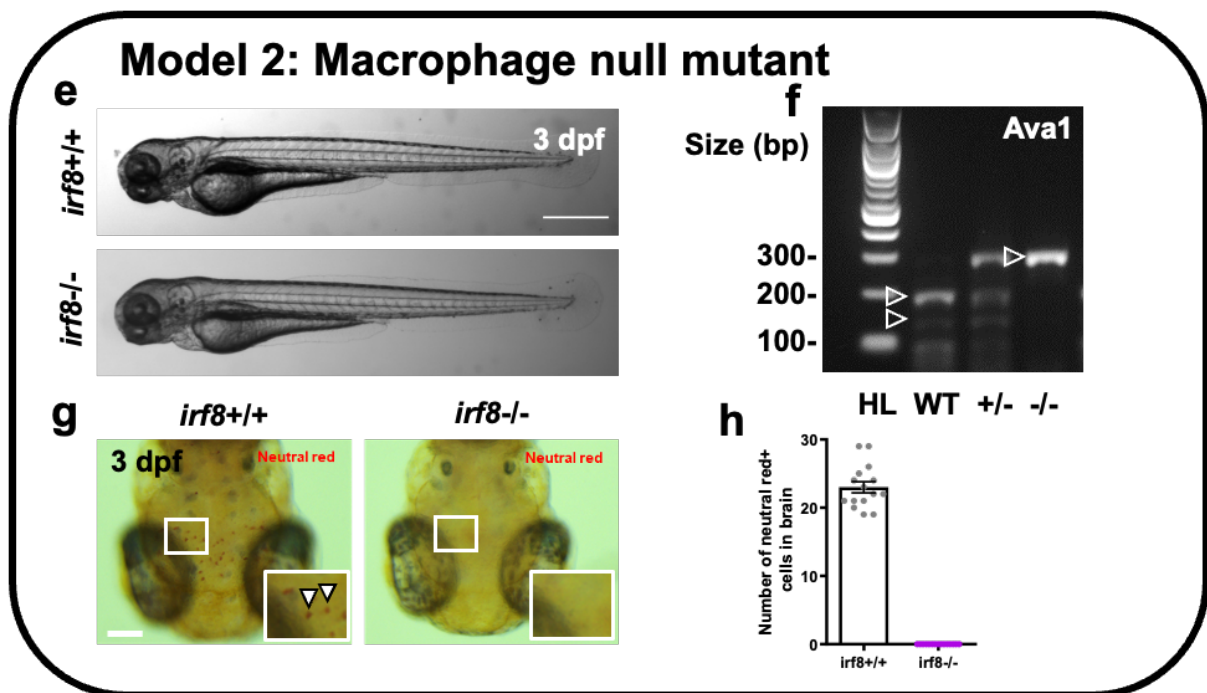 Model 2: Macrophage null mutant
e
irf8+/+
3 dpf
irf8-/-
f
Size (bp)
Ava1
300-
200-
100-
HL WT +/- -/-
g
irf8+/+
irf8-/-
3 dpf
Neutral red
Neutral red
h
Number of neutral red+
cells in brain
30
20
10
0
irf8+/+
irf8-/-